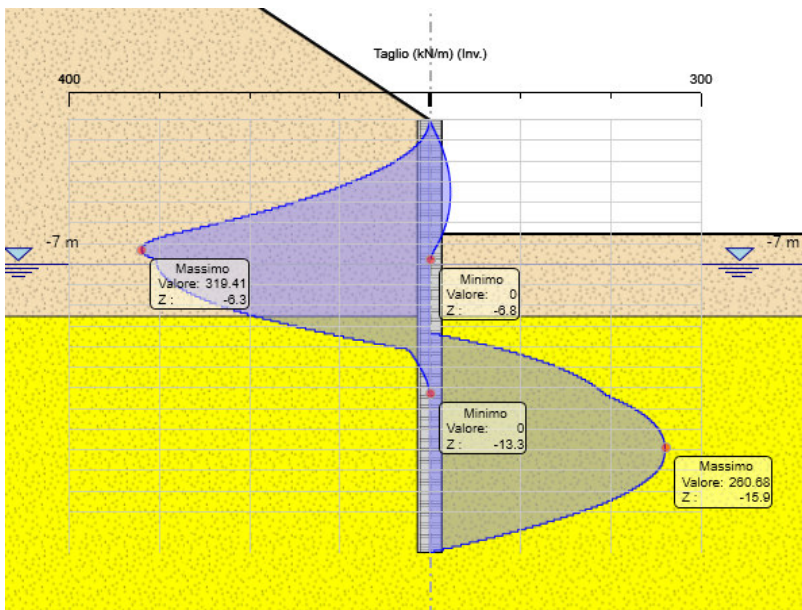 Taglio (kN/m) (Inv.)
400
300
-7 m
-7 m
Massimo
Valore: 319.41
Z : -6.3
Minimo
Valore: 0
Z : -6.8
Minimo
Valore: 0
Z : -13.3
Massimo
Valore: 260.68
Z : -15.9